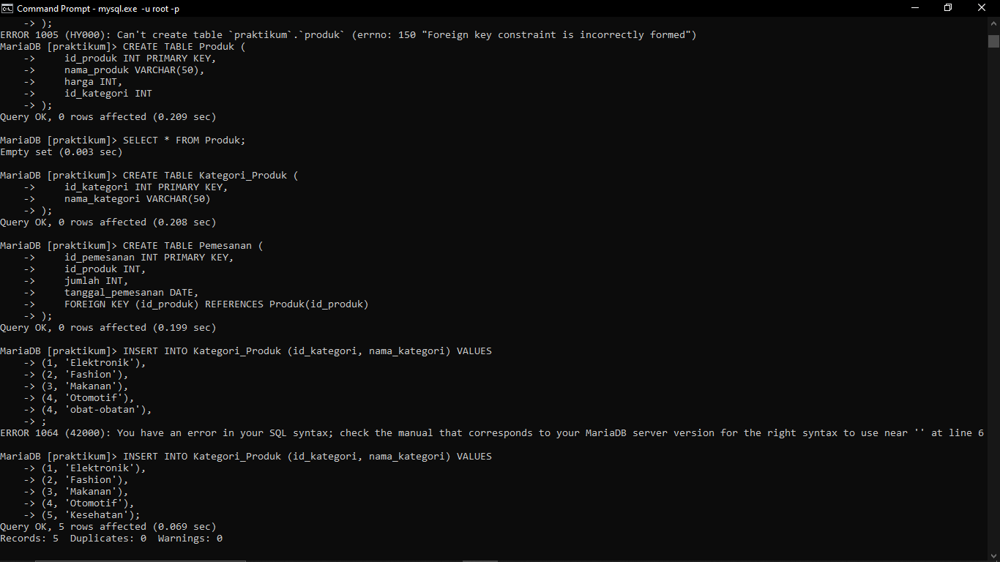 Command Prompt - mysql.exe -u root -p
    -> );
ERROR 1005 (HY000): Can't create table `praktikum`.`produk` (errno: 150 "Foreign key constraint is incorrectly formed")
MariaDB [praktikum]> CREATE TABLE Produk (
    ->     id_produk INT PRIMARY KEY,
    ->     nama_produk VARCHAR(50),
    ->     harga INT,
    ->     id_kategori INT
    -> );
Query OK, 0 rows affected (0.209 sec)

MariaDB [praktikum]> SELECT * FROM Produk;
Empty set (0.003 sec)

MariaDB [praktikum]> CREATE TABLE Kategori_Produk (
    ->     id_kategori INT PRIMARY KEY,
    ->     nama_kategori VARCHAR(50)
    -> );
Query OK, 0 rows affected (0.208 sec)

MariaDB [praktikum]> CREATE TABLE Pemesanan (
    ->     id_pemesanan INT PRIMARY KEY,
    ->     id_produk INT,
    ->     jumlah INT,
    ->     tanggal_pemesanan DATE,
    ->     FOREIGN KEY (id_produk) REFERENCES Produk(id_produk)
    -> );
Query OK, 0 rows affected (0.199 sec)

MariaDB [praktikum]> INSERT INTO Kategori_Produk (id_kategori, nama_kategori) VALUES
    -> (1, 'Elektronik'),
    -> (2, 'Fashion'),
    -> (3, 'Makanan'),
    -> (4, 'Otomotif'),
    -> (4, 'obat-obatan'),
    -> ;
ERROR 1064 (42000): You have an error in your SQL syntax; check the manual that corresponds to your MariaDB server version for the right syntax to use near '' at line 6

MariaDB [praktikum]> INSERT INTO Kategori_Produk (id_kategori, nama_kategori) VALUES
    -> (1, 'Elektronik'),
    -> (2, 'Fashion'),
    -> (3, 'Makanan'),
    -> (4, 'Otomotif'),
    -> (5, 'Kesehatan');
Query OK, 5 rows affected (0.069 sec)
Records: 5  Duplicates: 0  Warnings: 0